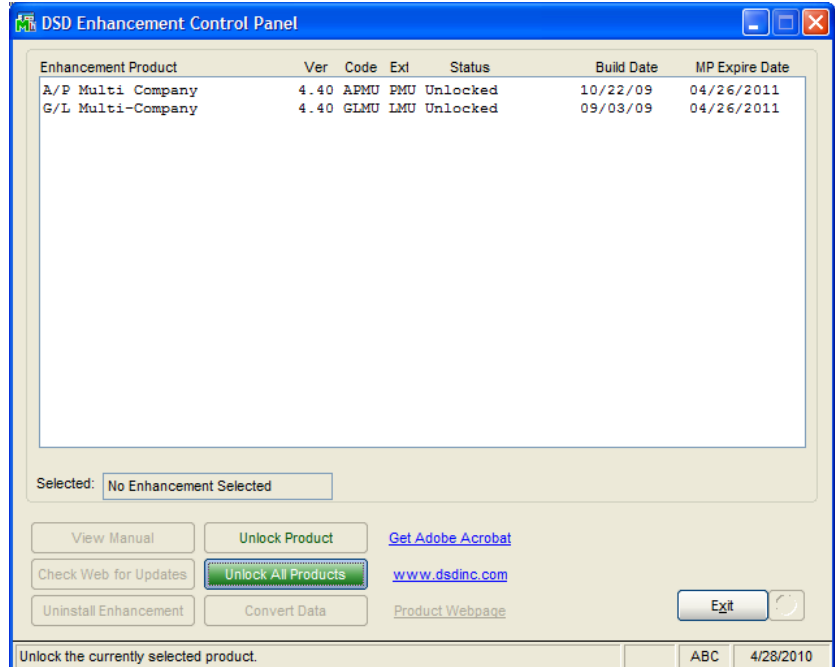 DSD Enhancement Control Panel
Enhancement Product Ver Code Ext Status Build Date MP Expire Date
A/P Multi Company 4.40 APMU PMU Unlocked 10/22/09 04/26/2011
G/L Multi-Company 4.40 GLMU LMU Unlocked 09/03/09 04/26/2011
Selected: No Enhancement Selected
View Manual Unlock Product Get Adobe Acrobat
Check Web for Updates Unlock All Products www.dsdinc.com
Uninstall Enhancement Convert Data Product Webpage Exit
Unlock the currently selected product. ABC 4/28/2010